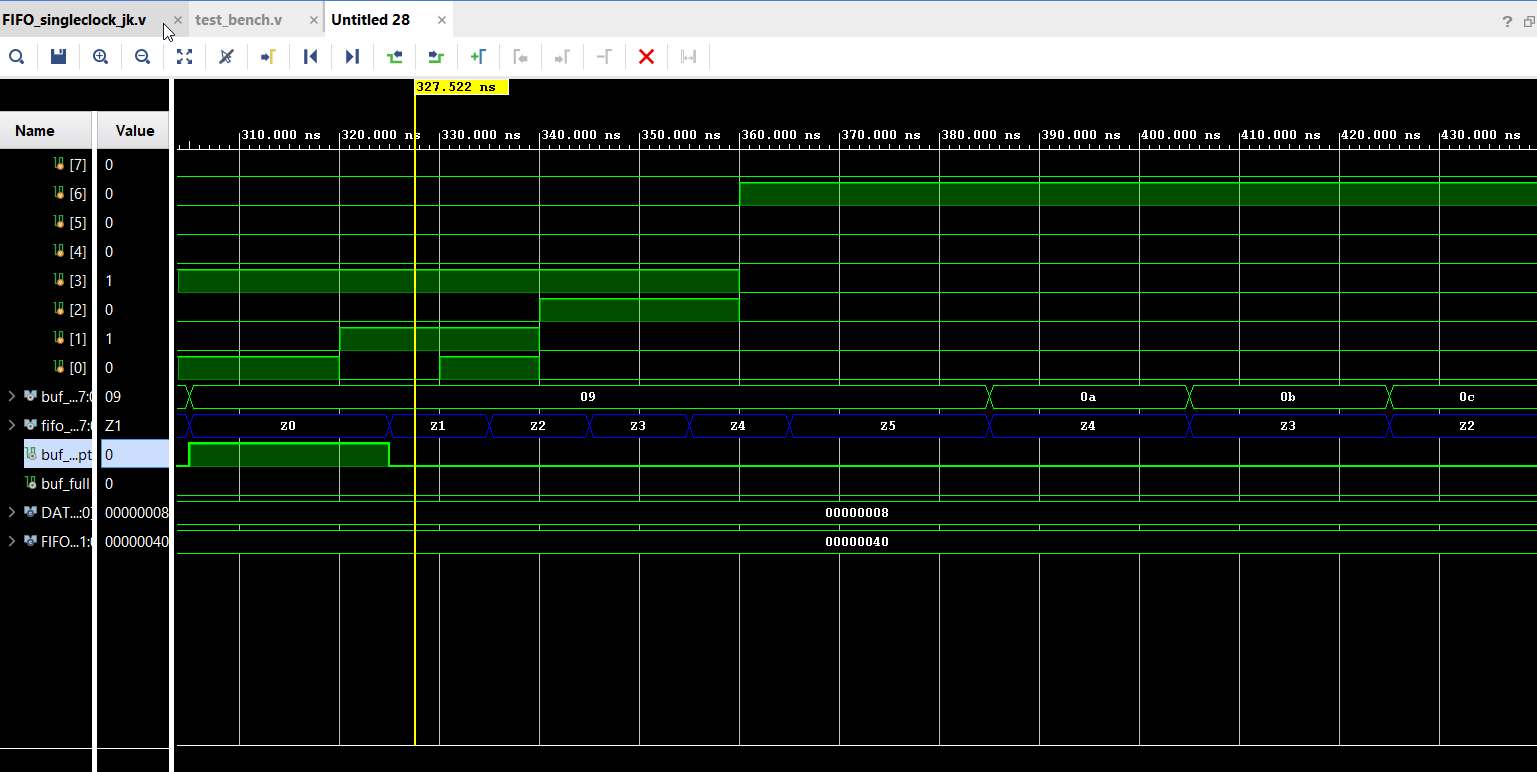 FIFO_singleclock_jk.v × test_bench.v × Untitled 28 ×
?
327.522 ns
Name Value
310.000 ns 320.000 ns 330.000 ns 340.000 ns 350.000 ns 360.000 ns 370.000 ns 380.000 ns 390.000 ns 400.000 ns 410.000 ns 420.000 ns 430.000 ns
[7] 0
[6] 0
[5] 0
[4] 0
[3] 1
[2] 0
[1] 1
[0] 0
buf_...7:0 09 09 0a 0b 0c
fifo_...7:0 Z1 Z0 Z1 Z2 Z3 Z4 Z5 Z4 Z3 Z2
buf_...pt 0
buf_full 0
DAT...:0] 00000008 00000008
FIFO...1:0 00000040 00000040